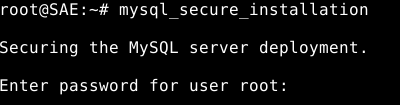 root@SAE:~# mysql_secure_installation
Securing the MySQL server deployment.
Enter password for user root: